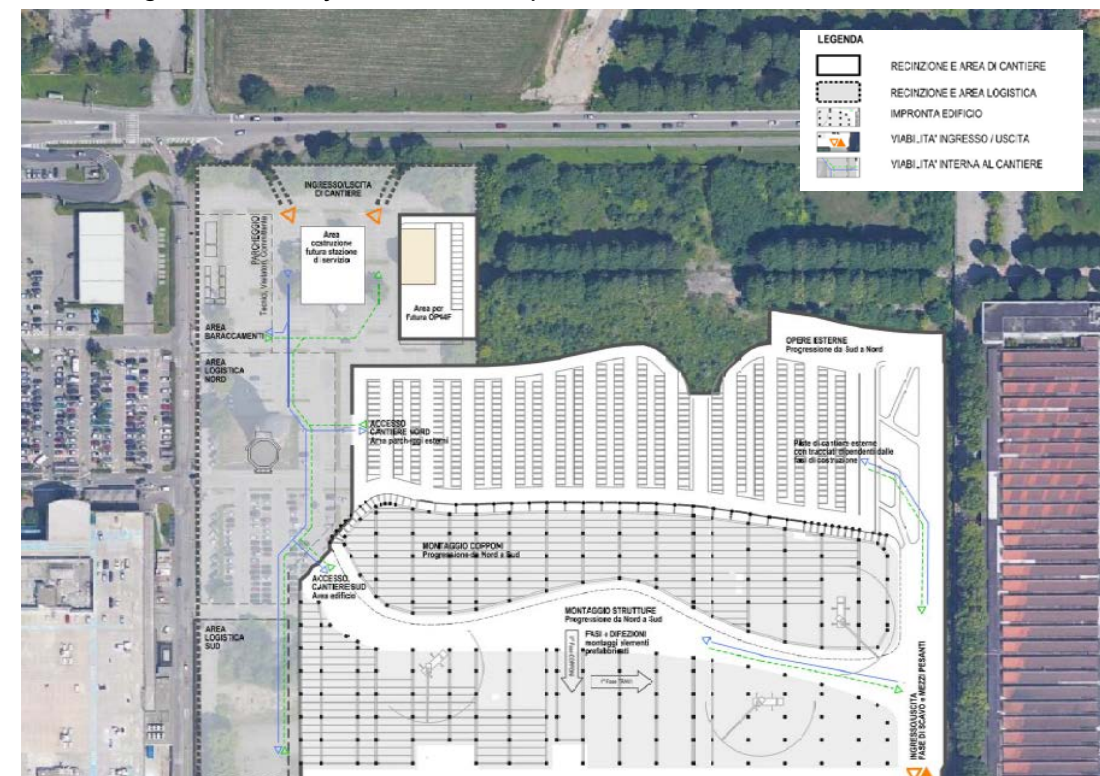 LEGENDA
RECINZIONE E AREA DI CANTIERE
RECINZIONE E AREA LOGISTICA
IMPRONTA EDIFICIO
VIABILITA' INGRESSO / USCITA
VIABILITA' INTERNA AL CANTIERE
INGRESSO/USCITA
DI CANTIERE
PARCHEGGIO
Tecnici, Visitatori, Committente
Area
costruzione
futura stazione
di servizio
Area per
futura
AREA
BARACCAMENTI
AREA
LOGISTICA
NORD
OPERE ESTERNE
Progressione da Sud a Nord
ACCESSO
CANTIERE NORD
Area parcheggi esterni
Piste di cantiere esterne
con tracciati dipendenti dalle
fasi di costruzione
MONTAGGIO COPPONI
Progressione da Nord a Sud
ACCESSO
CANTIERE SUD
Area edificio
MONTAGGIO STRUTTURE
Progressione da Nord a Sud
AREA
LOGISTICA
SUD
FASI e DIREZIONI
montaggi elementi
prefabbricati
INGRESSO/USCITA
FASE DI SCAVO e MEZZI PESANTI